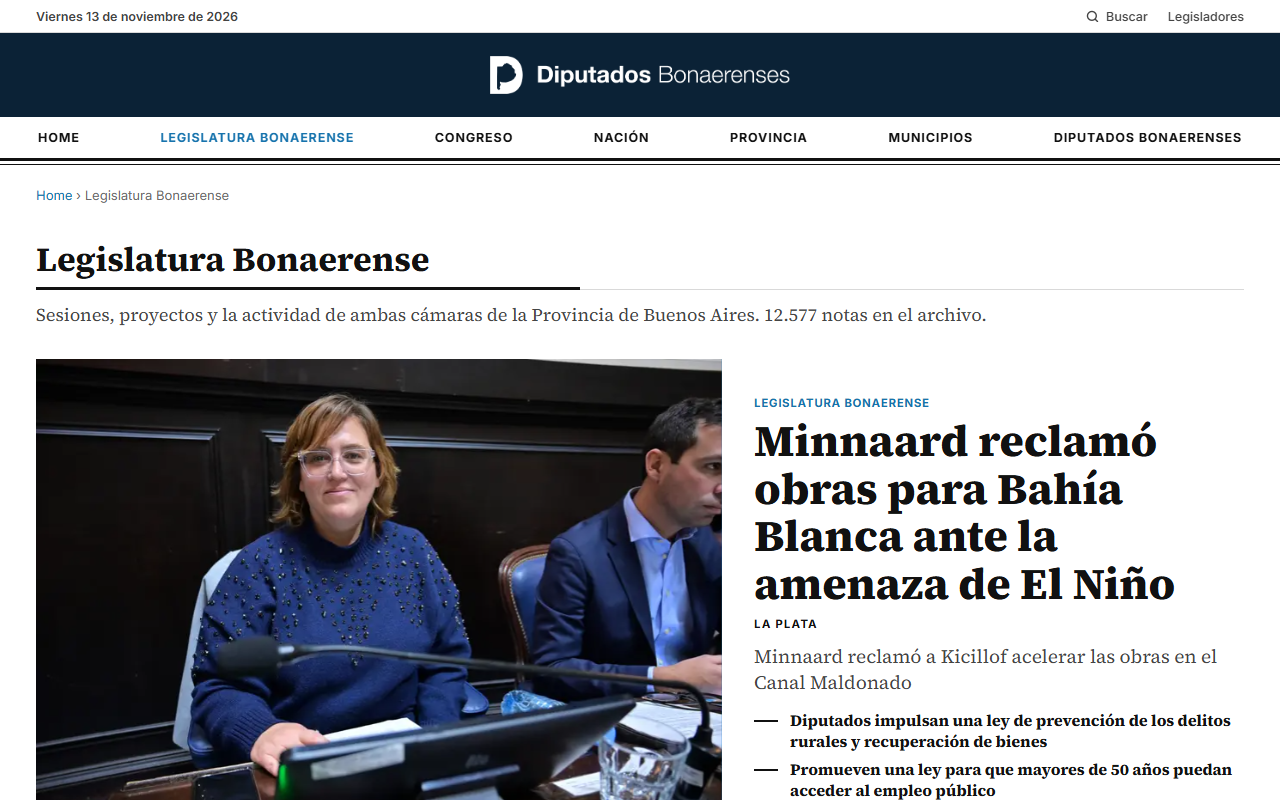 Viernes 13 de noviembre de 2026
Buscar
Legisladores
Diputados Bonaerenses
HOME
LEGISLATURA BONAERENSE
CONGRESO
NACIÓN
PROVINCIA
MUNICIPIOS
DIPUTADOS BONAERENSES
Home › Legislatura Bonaerense
Legislatura Bonaerense
Sesiones, proyectos y la actividad de ambas cámaras de la Provincia de Buenos Aires. 12.577 notas en el archivo.
LEGISLATURA BONAERENSE
Minnaard reclamó
obras para Bahía
Blanca ante la
amenaza de El Niño
LA PLATA
Minnaard reclamó a Kicillof acelerar las obras en el
Canal Maldonado
Diputados impulsan una ley de prevención de los delitos
rurales y recuperación de bienes
Promueven una ley para que mayores de 50 años puedan
acceder al empleo público